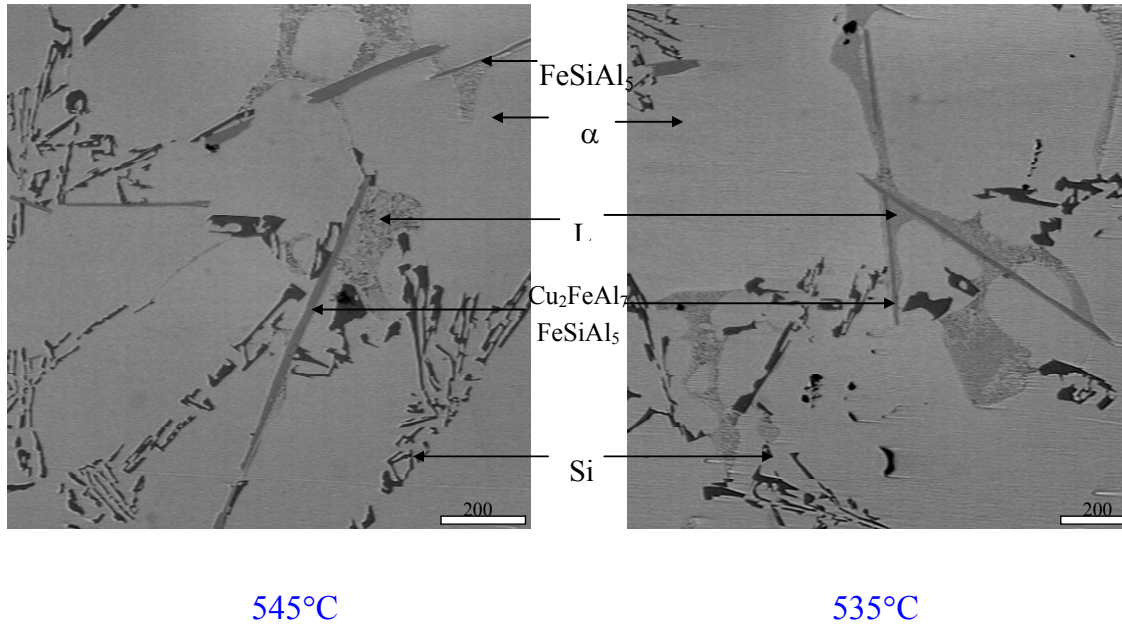 FeSiAl₅
α
L
Cu₂FeAl₇
FeSiAl₅
Si
200
200
545°C
535°C